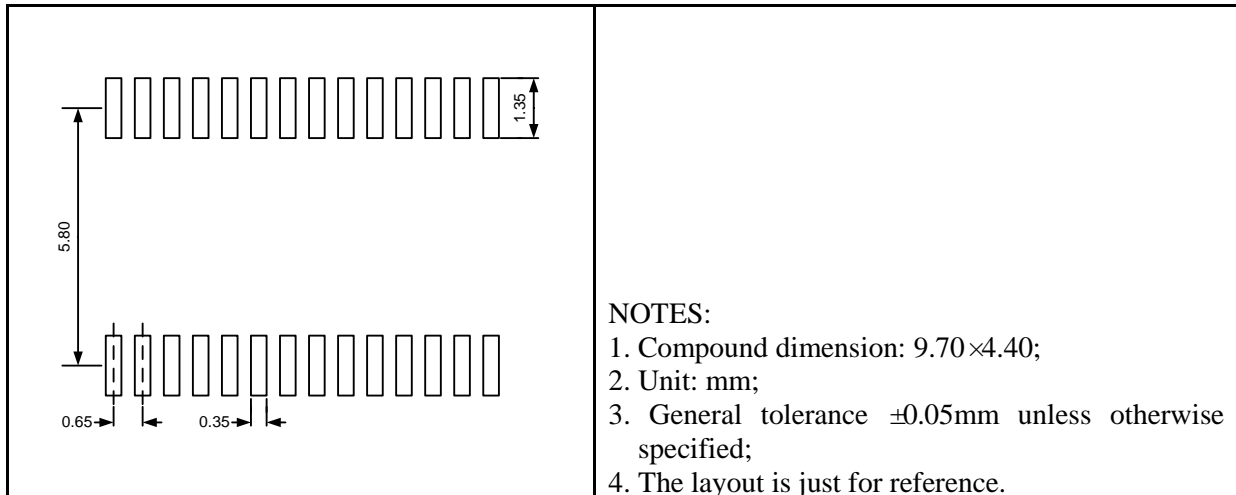 1.35
5.80
0.65
0.35
NOTES:
1. Compound dimension: 9.70×4.40;
2. Unit: mm;
3. General tolerance ±0.05mm unless otherwise
specified;
4. The layout is just for reference.